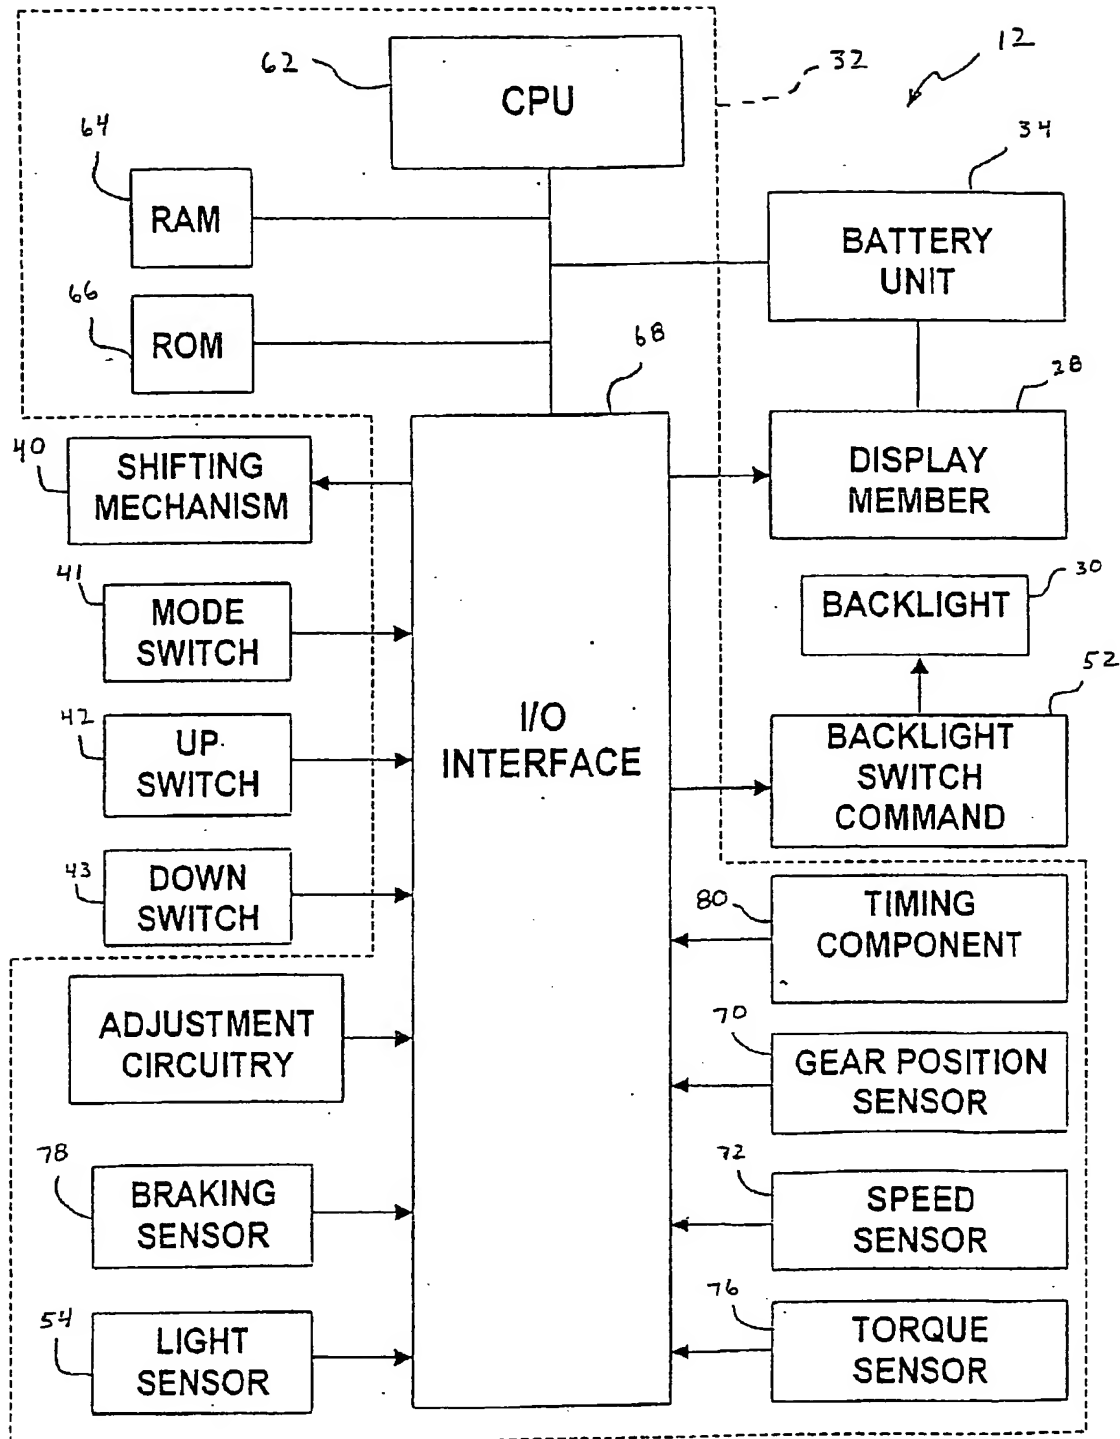 62
CPU
32
12
64
RAM
34
BATTERY
UNIT
66
ROM
68
28
40
SHIFTING
MECHANISM
DISPLAY
MEMBER
41
MODE
SWITCH
30
BACKLIGHT
42
UP
SWITCH
I/O
INTERFACE
52
BACKLIGHT
SWITCH
COMMAND
43
DOWN
SWITCH
80
TIMING
COMPONENT
ADJUSTMENT
CIRCUITRY
70
GEAR POSITION
SENSOR
78
BRAKING
SENSOR
72
SPEED
SENSOR
54
LIGHT
SENSOR
76
TORQUE
SENSOR